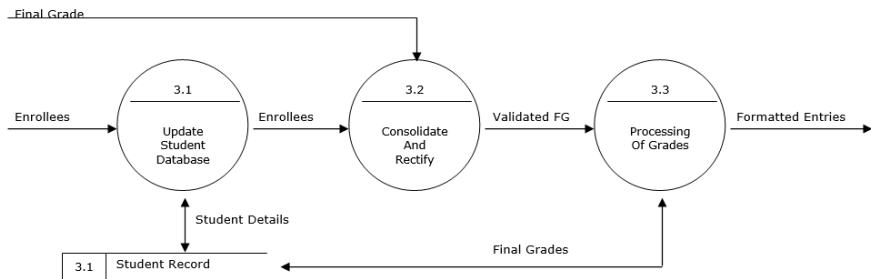 Final Grade
3.1
3.2
3.3
Enrollees
Enrollees
Validated FG
Formatted Entries
Update
Student
Database
Consolidate
And
Rectify
Processing
Of Grades
Student Details
Final Grades
3.1 Student Record